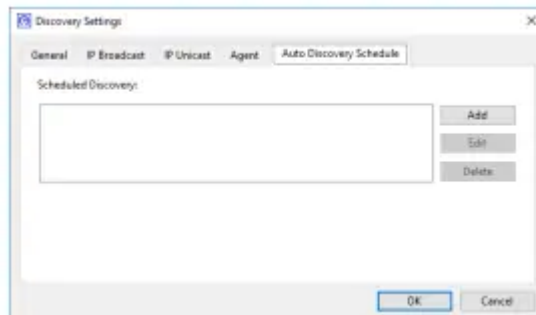 Discovery Settings
General IP Broadcast IP Unicast Agent Auto Discovery Schedule
Scheduled Discovery:
Add
Edit
Delete
OK Cancel